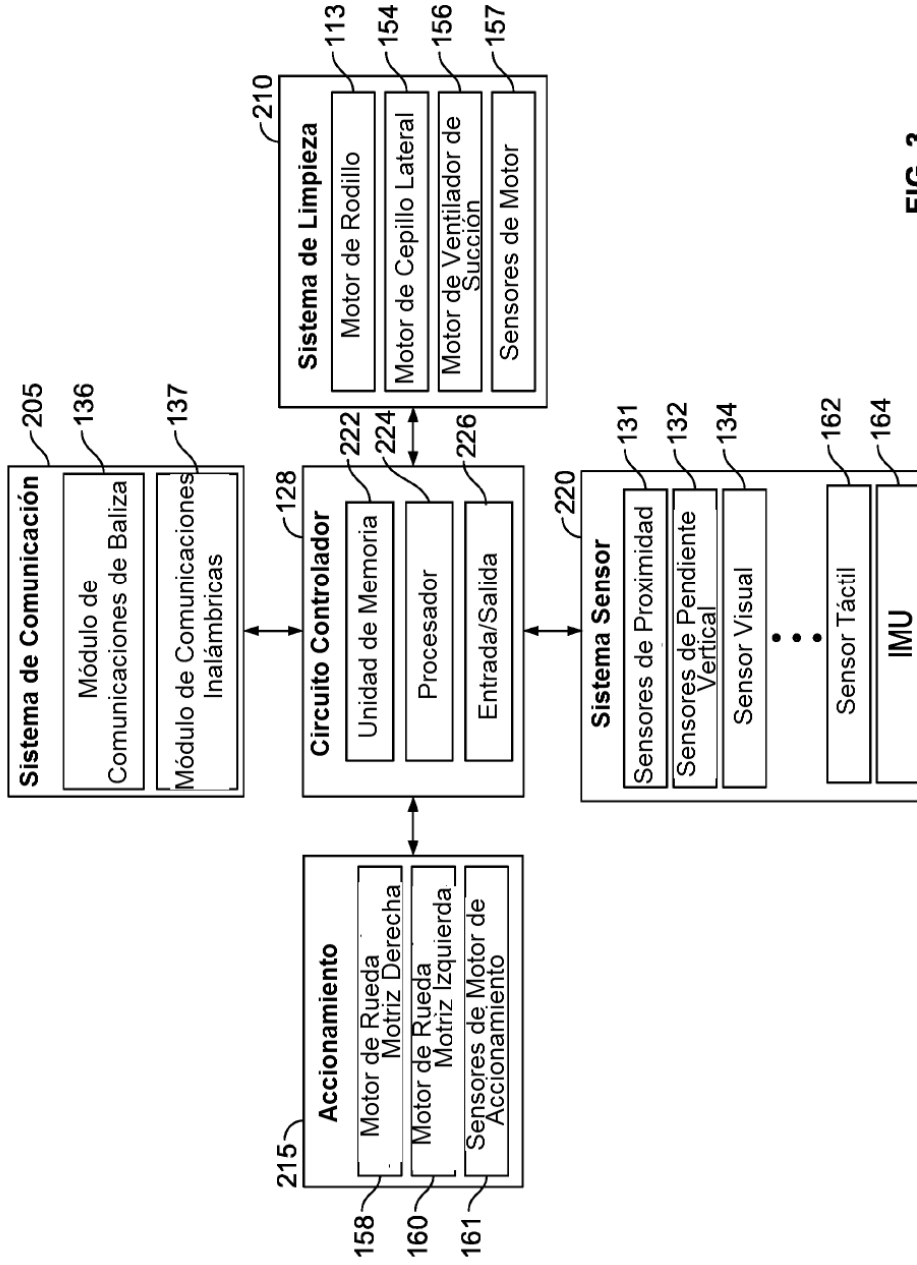 Sistema de Comunicación
205
Módulo de
Comunicaciones de Baliza
136
Módulo de Comunicaciones
Inalámbricas
137
215
Accionamiento
Motor de Rueda
Motriz Derecha
158
Motor de Rueda
Motriz Izquierda
160
Sensores de Motor de
Accionamiento
161
Circuito Controlador
128
Unidad de Memoria
222
Procesador
224
Entrada/Salida
226
Sistema de Limpieza
210
Motor de Rodillo
113
Motor de Cepillo Lateral
154
Motor de Ventilador de
Succión
156
Sensores de Motor
157
Sistema Sensor
220
Sensores de Proximidad
131
Sensores de Pendiente
Vertical
132
Sensor Visual
134
Sensor Táctil
162
IMU
164
FIG. 3